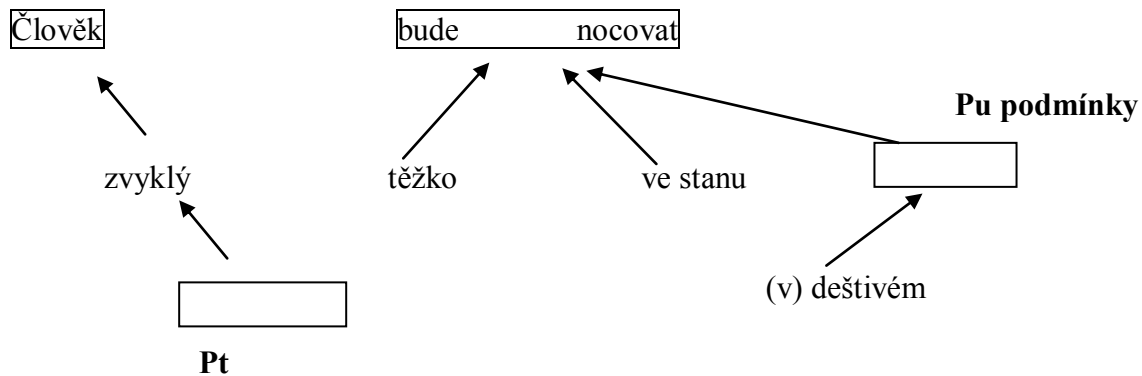 Člověk bude nocovat
Pu podmínky
zvyklý těžko ve stanu
(v) deštivém
Pt